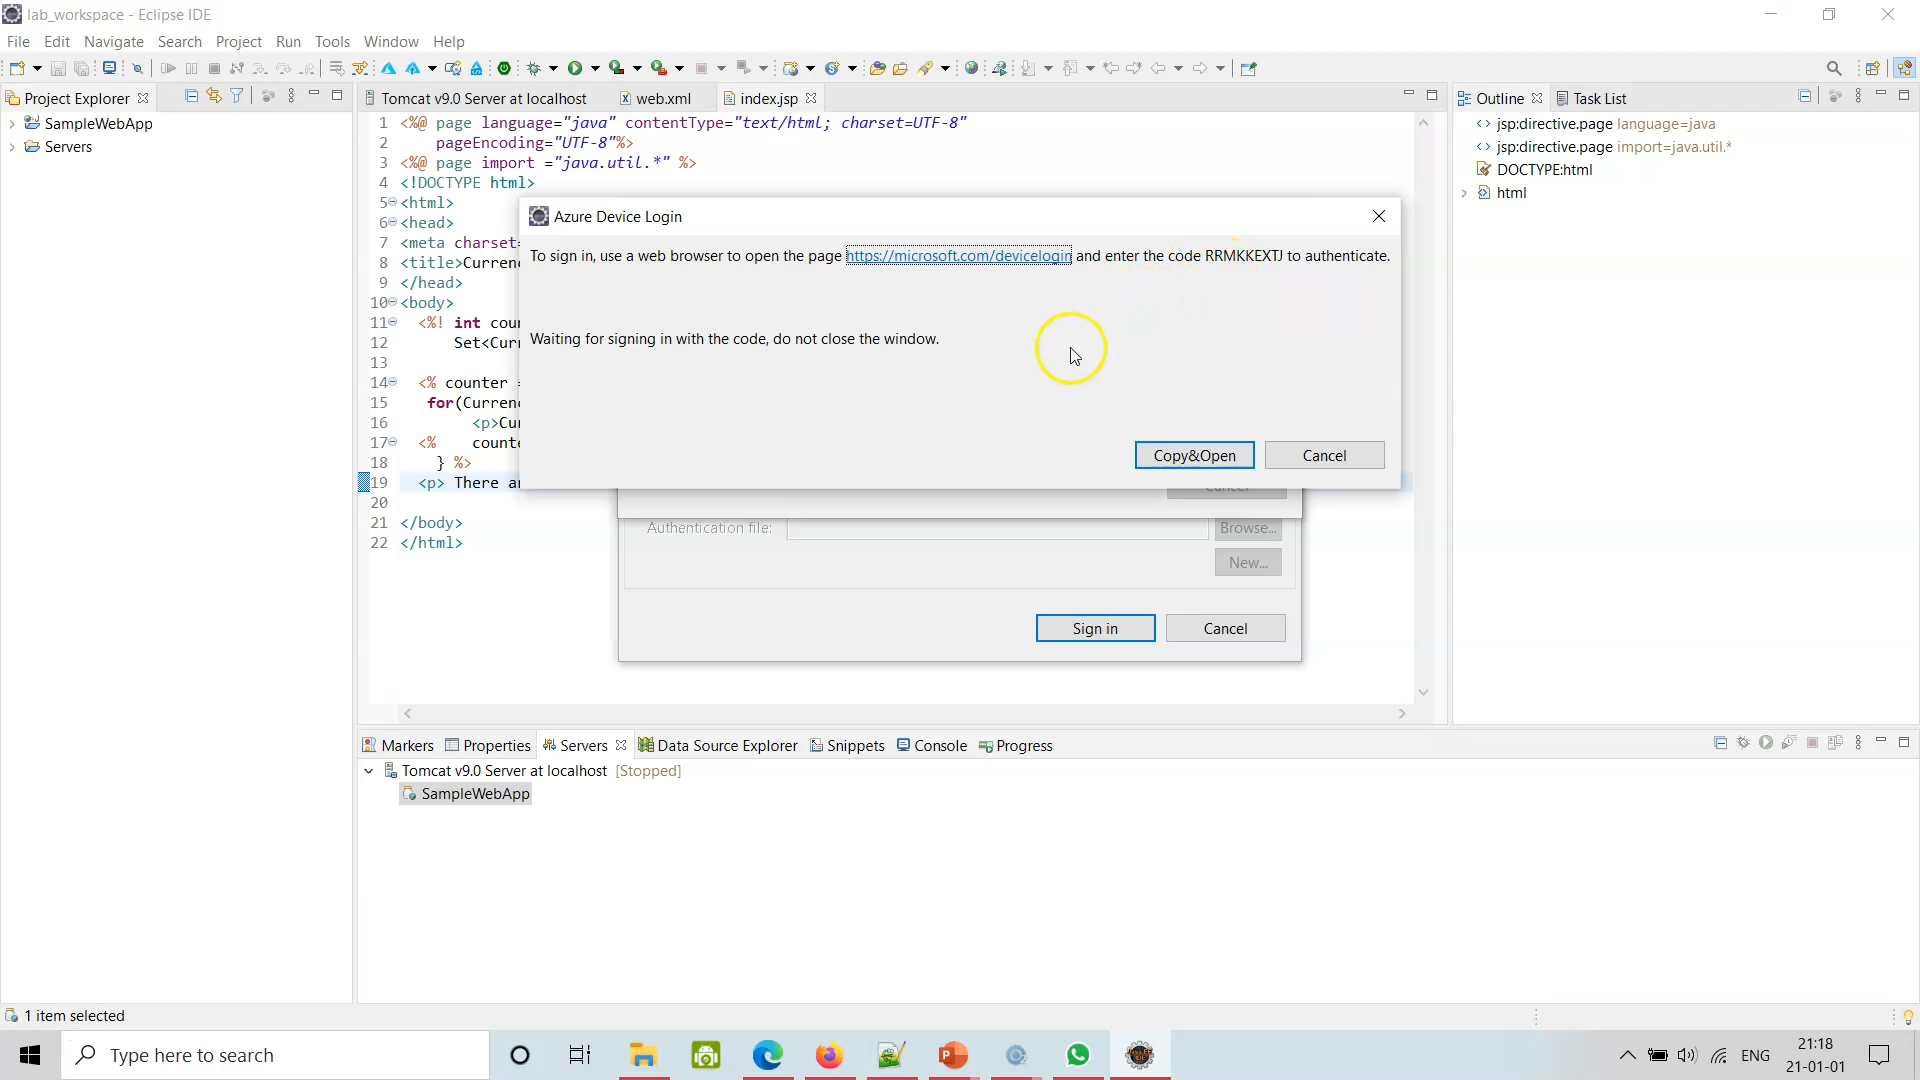 lab_workspace - Eclipse IDE
File Edit Navigate Search Project Run Tools Window Help
Project Explorer
SampleWebApp
Servers
Tomcat v9.0 Server at localhost
web.xml
index.jsp
1 <%@ page language="java" contentType="text/html; charset=UTF-8"
2 pageEncoding="UTF-8"%>
3 <%@ page import ="java.util.*" %>
4 <!DOCTYPE html>
5 <html>
6 <head>
7 <meta charset=
8 <title>Curren
9 </head>
10 <body>
11 <%! int cou
12 Set<Cur
13
14 <% counter =
15 for(Curren
16 <p>Cu
17 <% count
18 } %>
19 <p> There a
20
21 </body>
22 </html>
Azure Device Login
To sign in, use a web browser to open the page https://microsoft.com/devicelogin and enter the code RRMKKEXTJ to authenticate.
Waiting for signing in with the code, do not close the window.
Copy&Open
Cancel
Cancel
Authentication file:
Browse...
New...
Sign in
Cancel
Outline
Task List
jsp:directive.page language=java
jsp:directive.page import=java.util.*
DOCTYPE:html
html
Markers
Properties
Servers
Data Source Explorer
Snippets
Console
Progress
Tomcat v9.0 Server at localhost [Stopped]
SampleWebApp
1 item selected
Type here to search
ENG
21:18
21-01-01